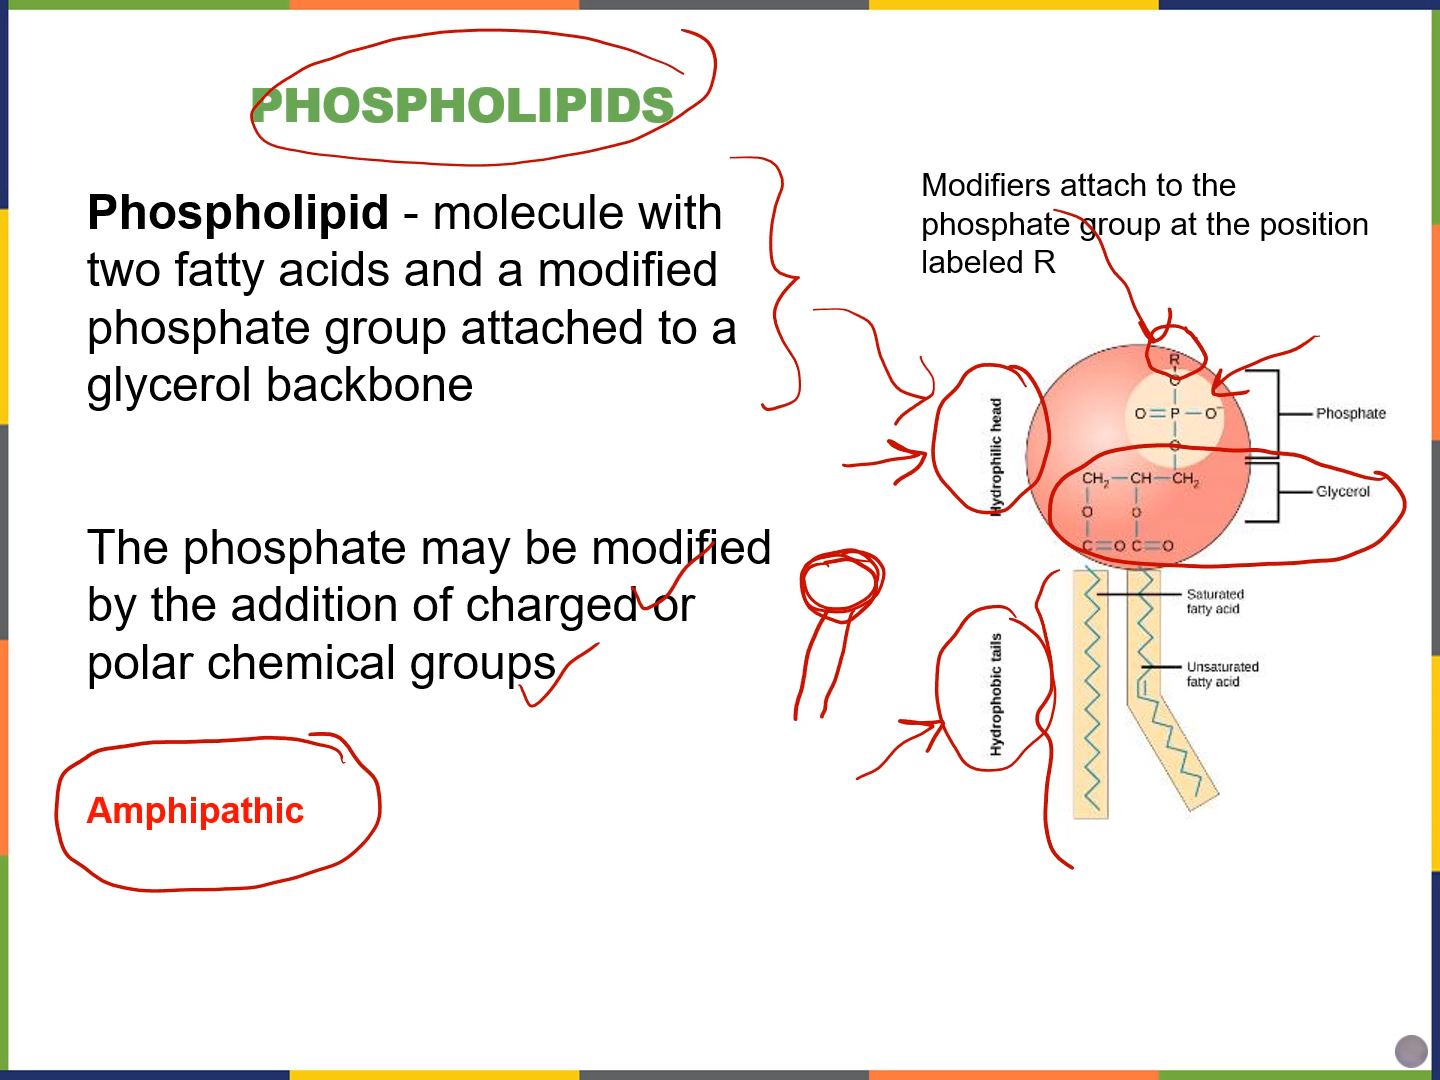 PHOSPHOLIPIDS
Phospholipid - molecule with
two fatty acids and a modified
phosphate group attached to a
glycerol backbone
The phosphate may be modified
by the addition of charged or
polar chemical groups
Amphipathic
Modifiers attach to the
phosphate group at the position
labeled R
Hydrophilic head
R
O
O=P—O⁻
O
CH₂—CH—CH₂
O O
C=O C=O
Phosphate
Glycerol
Hydrophobic tails
Saturated
fatty acid
Unsaturated
fatty acid